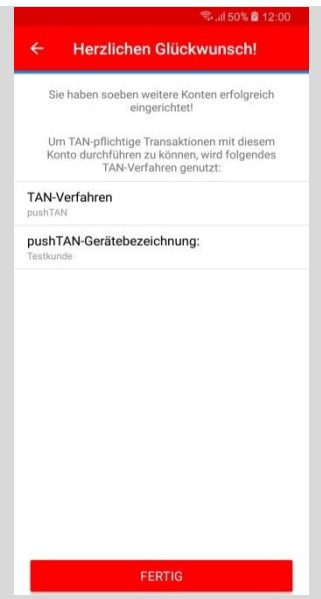 50% 12:00
Herzlichen Glückwunsch!
Sie haben soeben weitere Konten erfolgreich
eingerichtet!
Um TAN-pflichtige Transaktionen mit diesem
Konto durchführen zu können, wird folgendes
TAN-Verfahren genutzt:
TAN-Verfahren
pushTAN
pushTAN-Gerätebezeichnung:
Testkunde
FERTIG